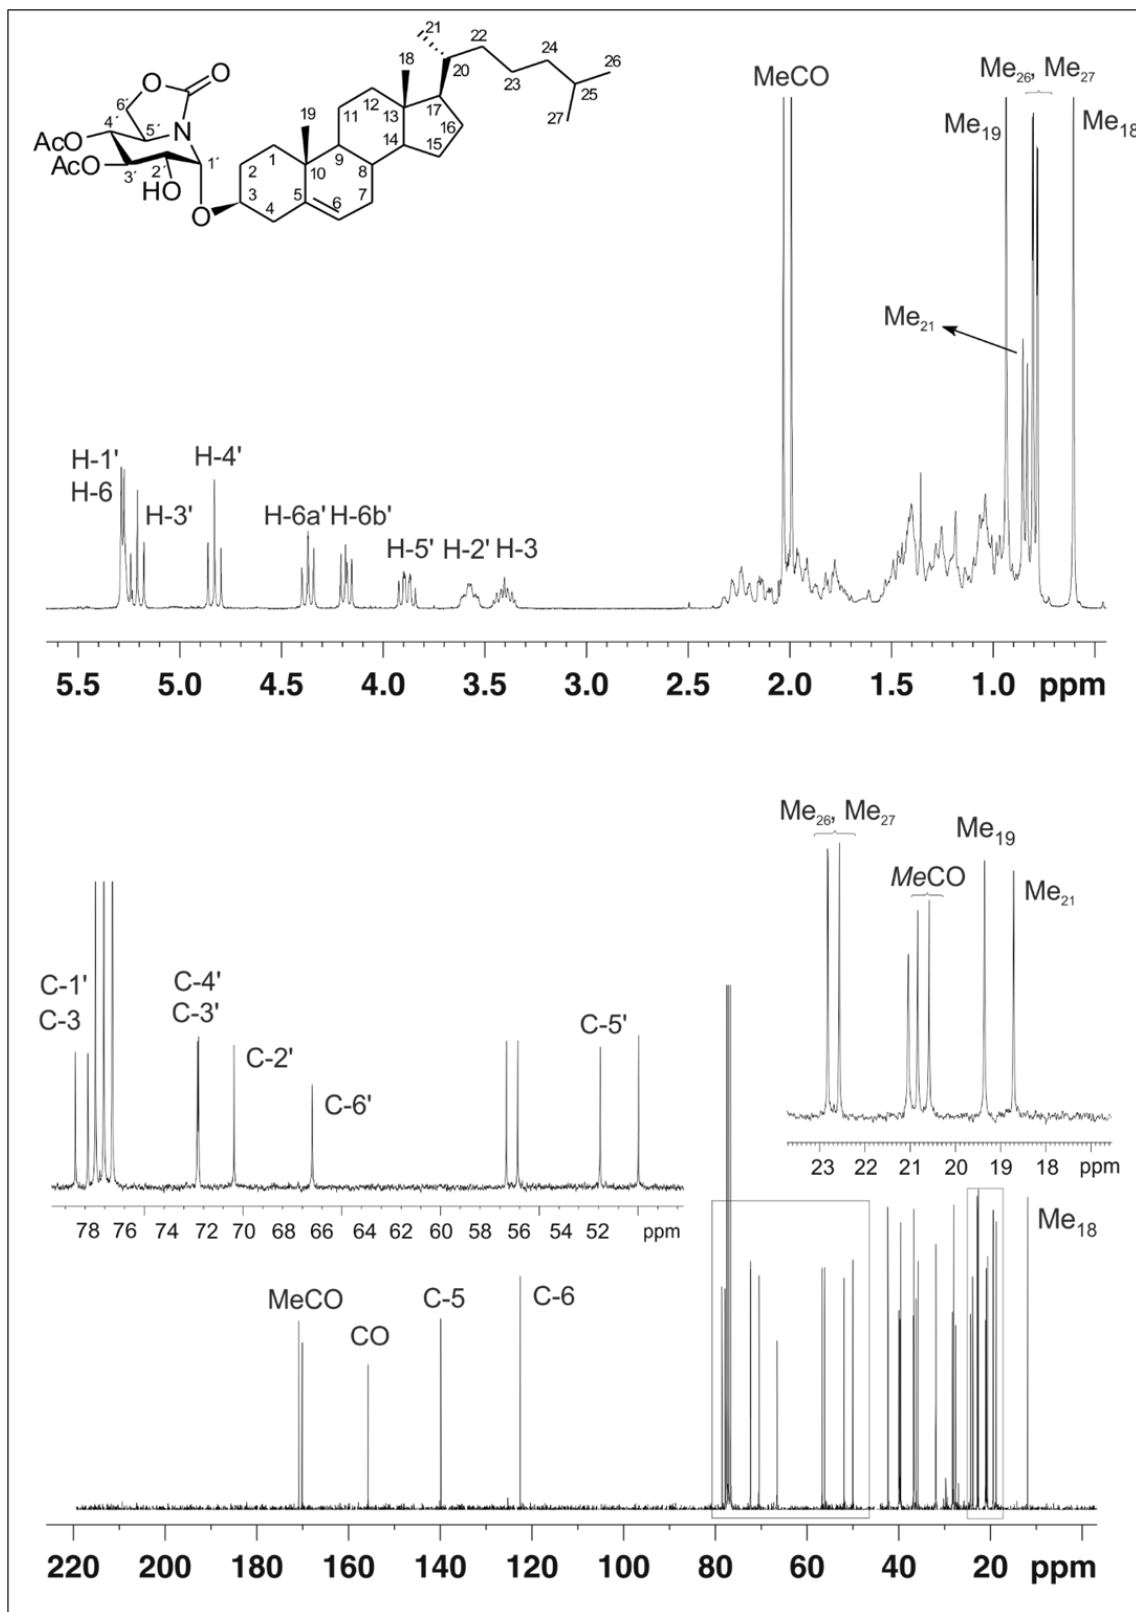 21
22
24
26
18
20
23
25
O
O
12
17
27
6´
19
11
13
16
AcO
4´
5´
N
1
9
14
15
AcO
2´
1´
2
10
8
3´
HO
3
5
7
O
4
6
MeCO
Me26, Me27
Me19
Me18
Me21
H-1'
H-6
H-3'
H-4'
H-6a'
H-6b'
H-5'
H-2'
H-3
5.5 5.0 4.5 4.0 3.5 3.0 2.5 2.0 1.5 1.0 ppm
Me26, Me27
Me19
MeCO
Me21
C-1'
C-3
C-4'
C-3'
C-2'
C-6'
C-5'
23 22 21 20 19 18 ppm
78 76 74 72 70 68 66 64 62 60 58 56 54 52 ppm
MeCO
CO
C-5
C-6
Me18
220 200 180 160 140 120 100 80 60 40 20 ppm